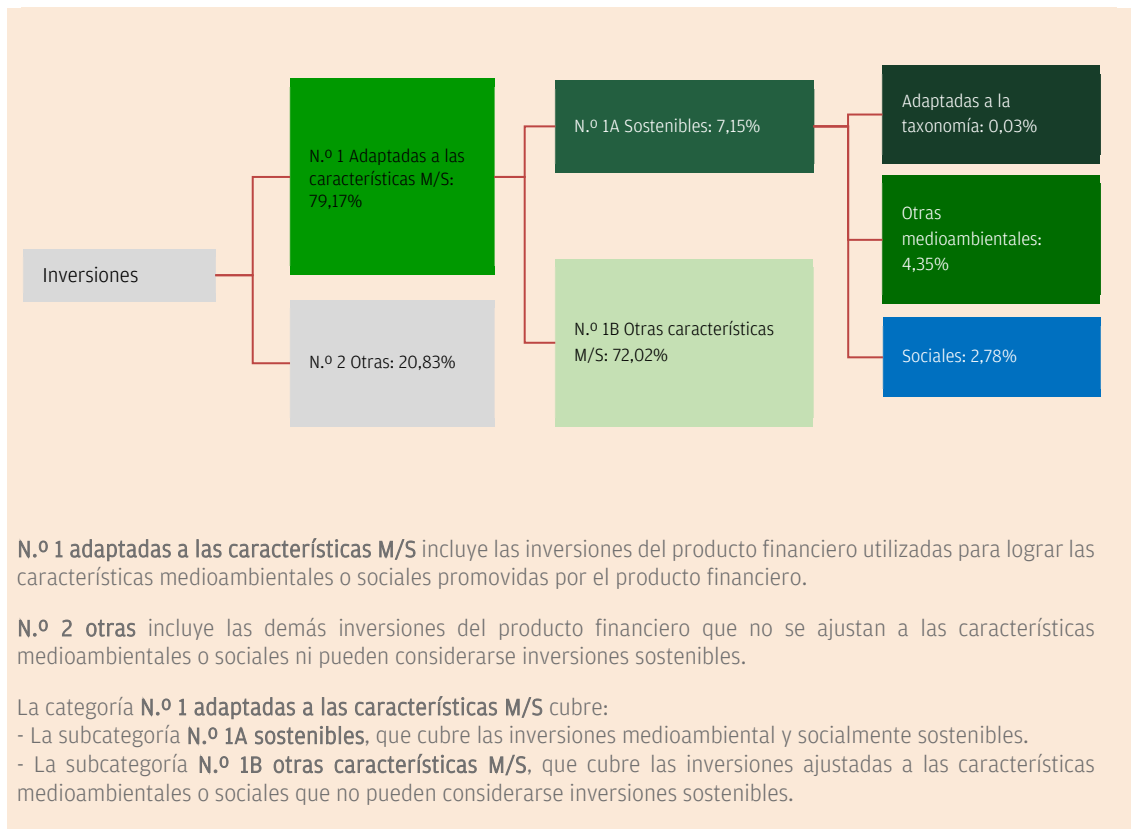 Inversiones
N.º 1 Adaptadas a las
características M/S:
79,17%
N.º 2 Otras: 20,83%
N.º 1A Sostenibles: 7,15%
N.º 1B Otras características
M/S: 72,02%
Adaptadas a la
taxonomía: 0,03%
Otras
medioambientales:
4,35%
Sociales: 2,78%
N.º 1 adaptadas a las características M/S incluye las inversiones del producto financiero utilizadas para lograr las
características medioambientales o sociales promovidas por el producto financiero.
N.º 2 otras incluye las demás inversiones del producto financiero que no se ajustan a las características
medioambientales o sociales ni pueden considerarse inversiones sostenibles.
La categoría N.º 1 adaptadas a las características M/S cubre:
- La subcategoría N.º 1A sostenibles, que cubre las inversiones medioambiental y socialmente sostenibles.
- La subcategoría N.º 1B otras características M/S, que cubre las inversiones ajustadas a las características
medioambientales o sociales que no pueden considerarse inversiones sostenibles.